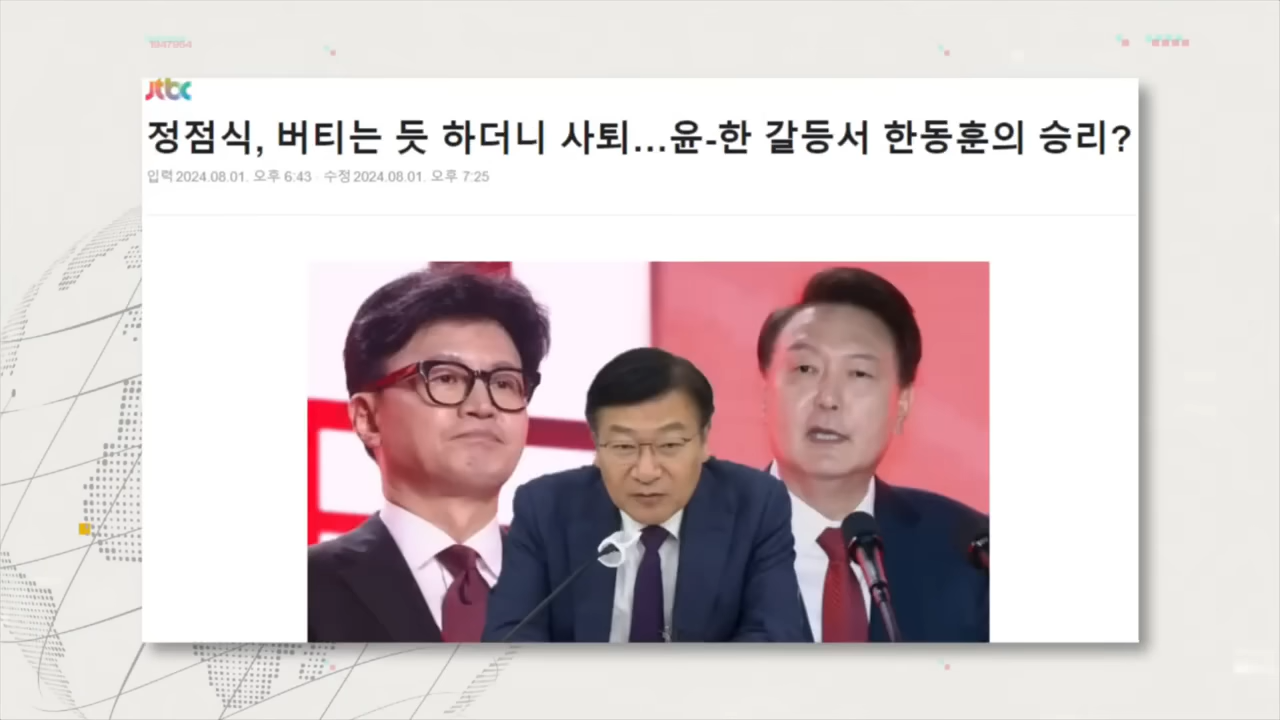 1947954
jtbc
정점식, 버티는 듯 하더니 사퇴...윤-한 갈등서 한동훈의 승리?
입력 2024.08.01. 오후 6:43 · 수정 2024.08.01. 오후 7:25